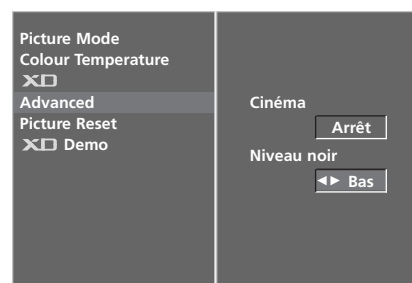 Picture Mode
Colour Temperature
XD
Advanced
Picture Reset
XD Demo
Cinéma
Arrêt
Niveau noir
◄► Bas